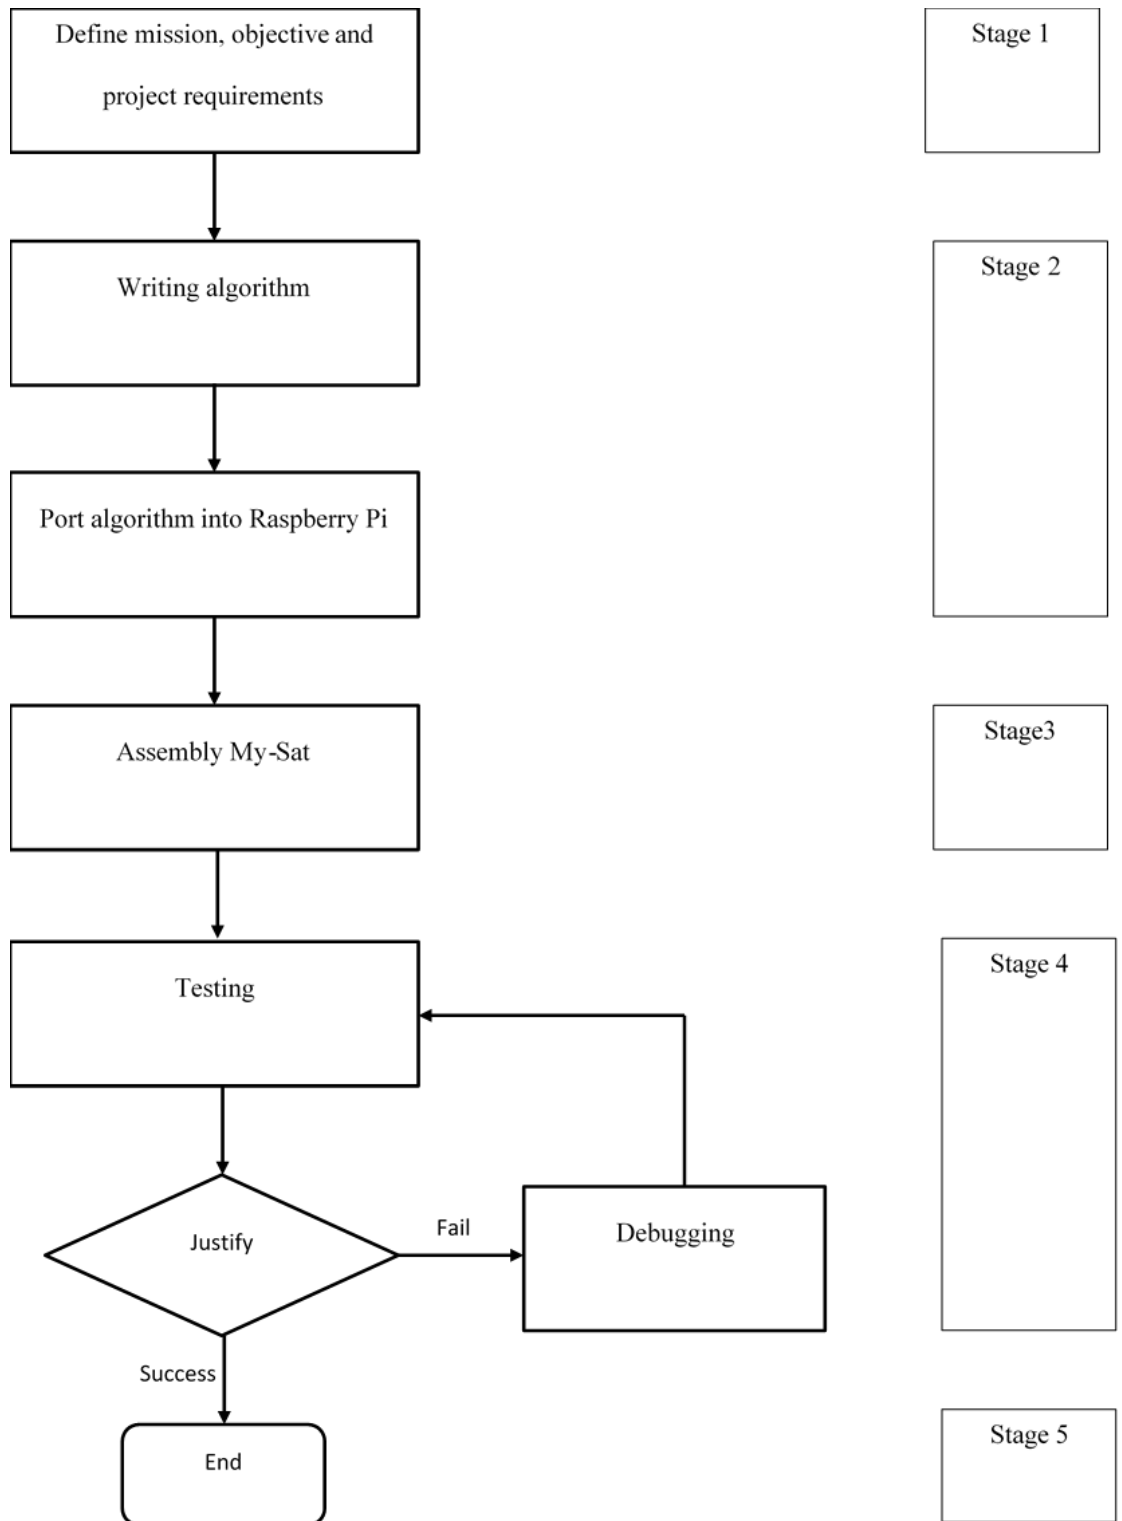 Define mission, objective and
project requirements
Stage 1
Writing algorithm
Stage 2
Port algorithm into Raspberry Pi
Assembly My-Sat
Stage3
Testing
Stage 4
Justify
Fail
Debugging
Success
End
Stage 5